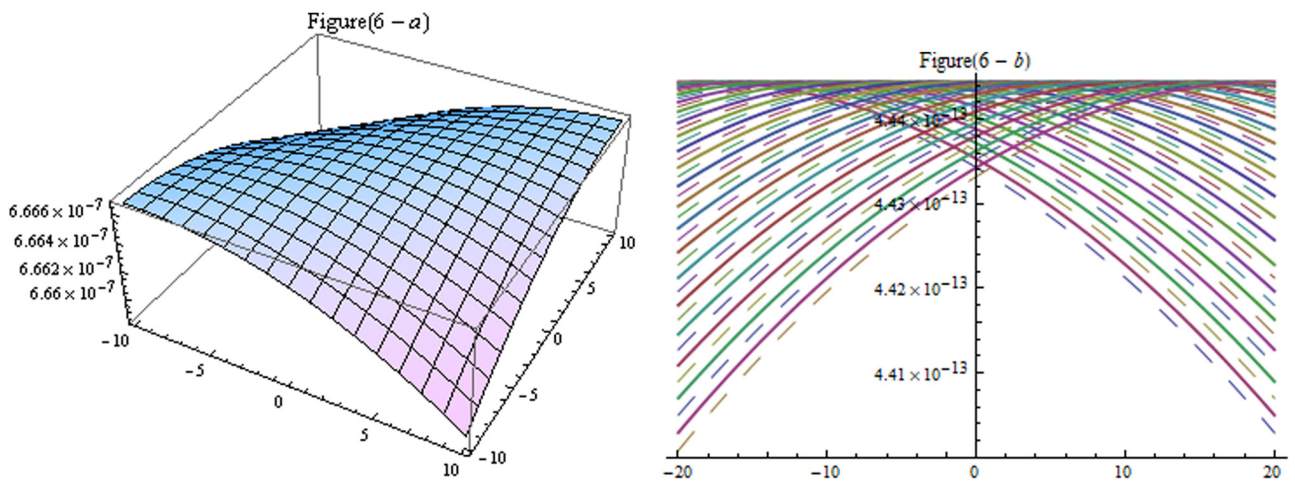 Figure(6 − a)
6.666 × 10⁻⁷
6.664 × 10⁻⁷
6.662 × 10⁻⁷
6.66 × 10⁻⁷
−10
−5
0
5
10
−10
−5
0
5
10
Figure(6 − b)
4.44 × 10⁻¹³
4.43 × 10⁻¹³
4.42 × 10⁻¹³
4.41 × 10⁻¹³
−20
−10
0
10
20